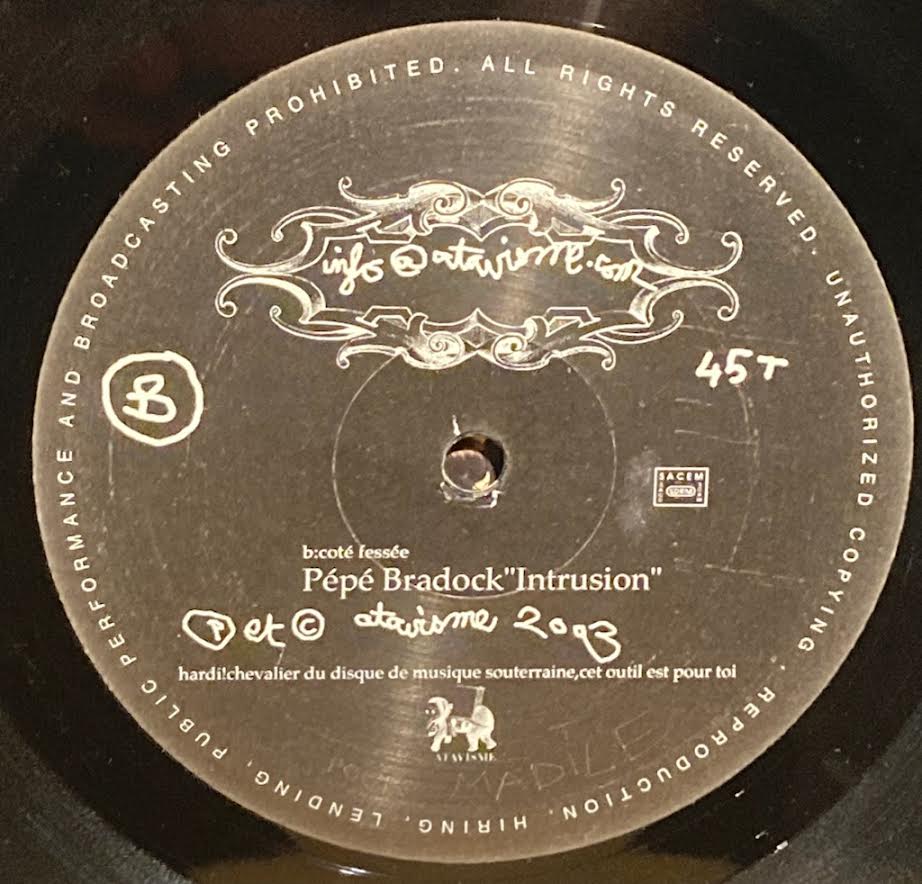 UNAUTHORIZED COPYING, REPRODUCTION, HIRING, LENDING, PUBLIC PERFORMANCE AND BROADCASTING PROHIBITED. ALL RIGHTS RESERVED.
info@atavisme.com
B
45T
SACEM
b:coté fessée
Pépé Bradock"Intrusion"
P et © atavisme 2003
hardi!chevalier du disque de musique souterraine,cet outil est pour toi
ATAVISME